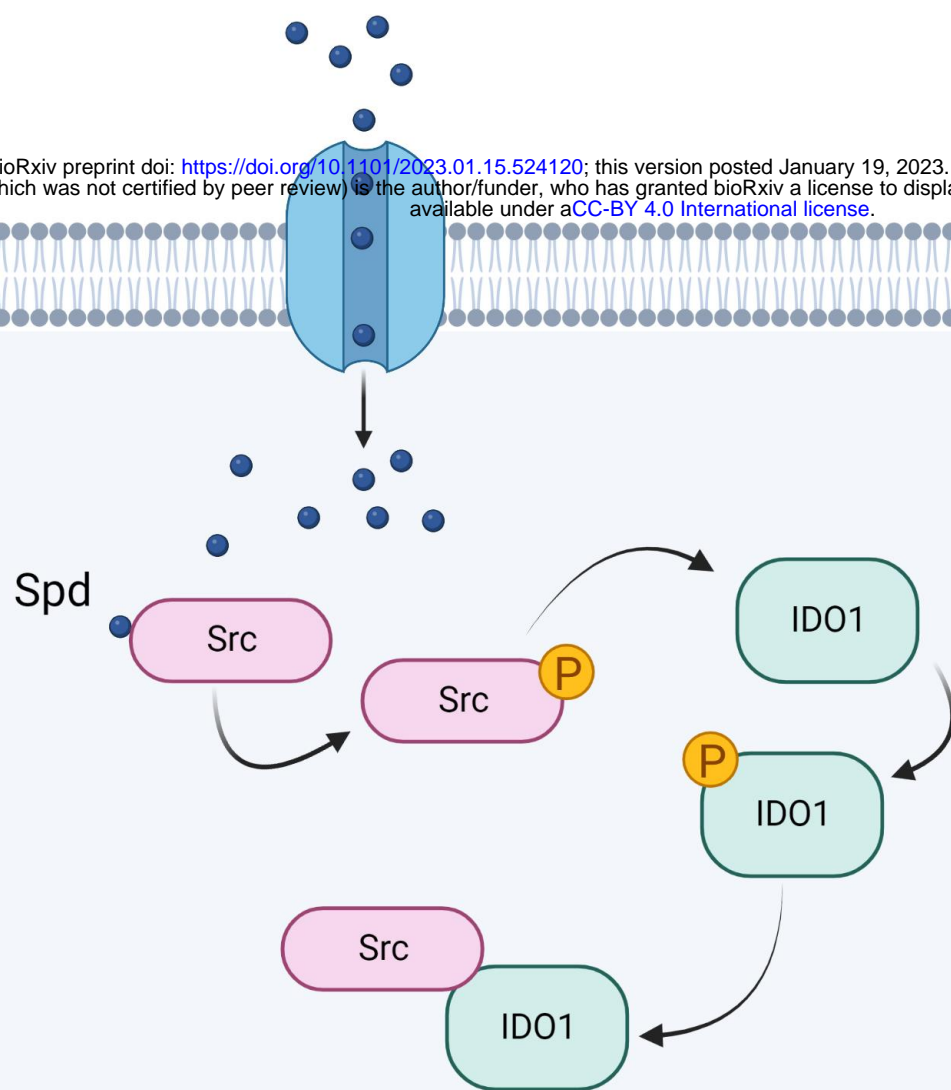 ioRxiv preprint doi: https://doi.org/10.1101/2023.01.15.524120; this version posted January 19, 2023.
hich was not certified by peer review) is the author/funder, who has granted bioRxiv a license to displa
available under aCC-BY 4.0 International license.
Spd
Src
Src
P
IDO1
P
IDO1
Src
IDO1